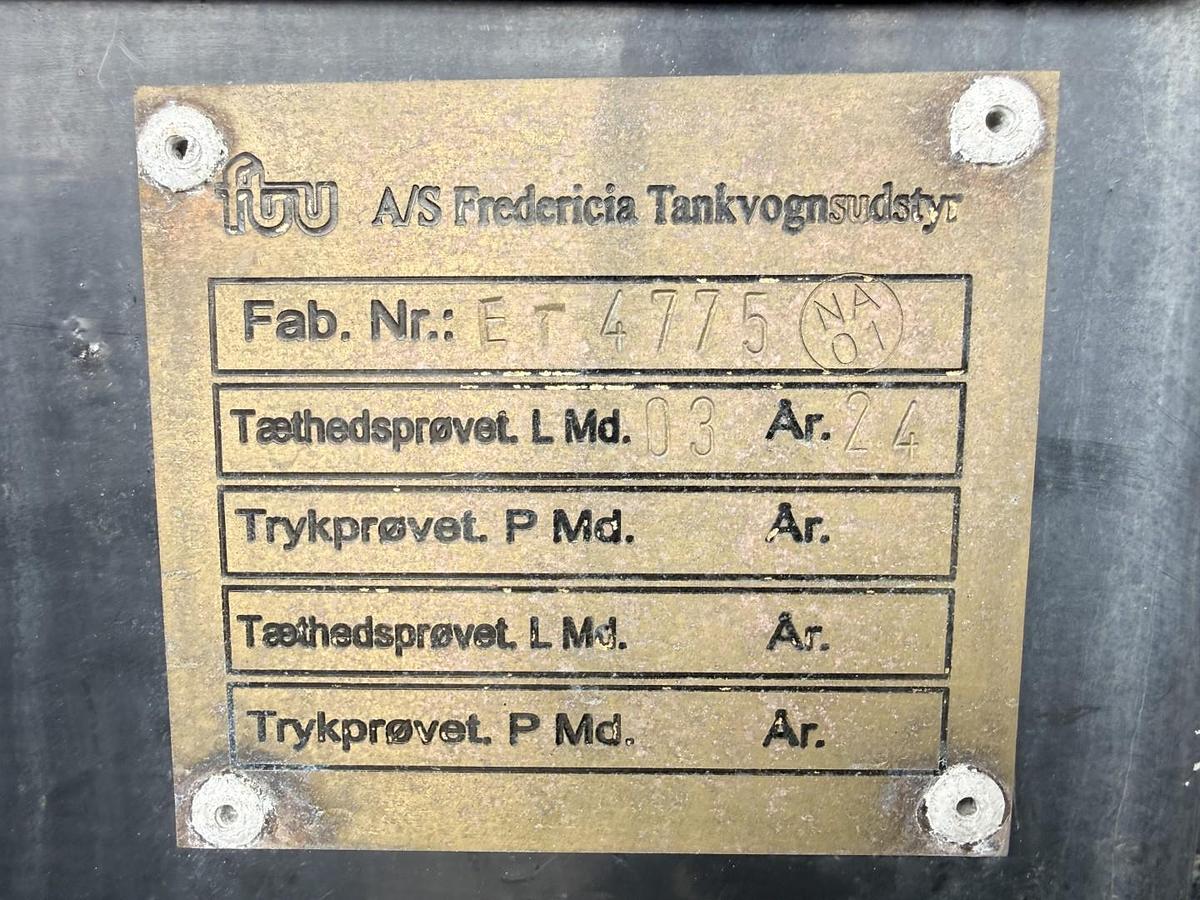 ftu A/S Fredericia Tankvognsudstyr
Fab. Nr.: ET 4775 NA 01
Tæthedsprøvet. L Md. 03 År. 24
Trykprøvet. P Md. År.
Tæthedsprøvet. L Md. År.
Trykprøvet. P Md. År.